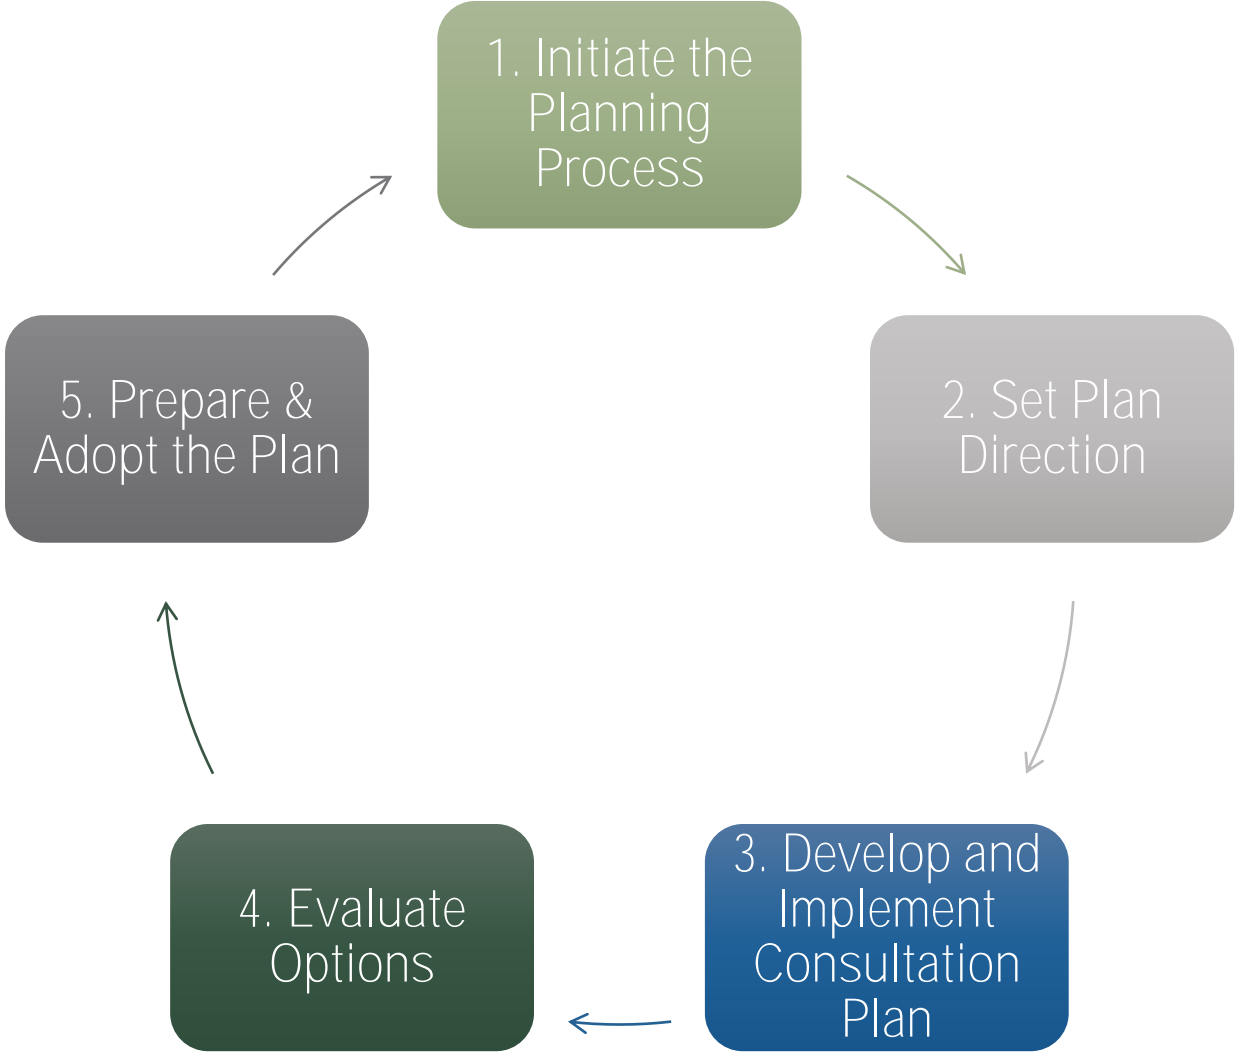 1. Initiate the
Planning
Process
2. Set Plan
Direction
3. Develop and
Implement
Consultation
Plan
4. Evaluate
Options
5. Prepare &
Adopt the Plan